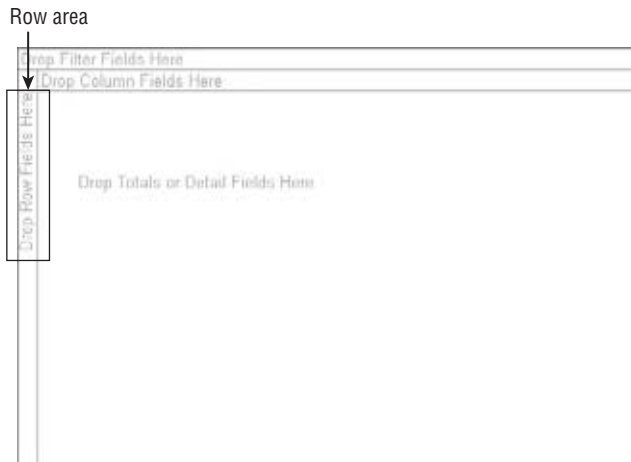 Row area
Drop Filter Fields Here
Drop Column Fields Here
Drop Row Fields Here
Drop Totals or Detail Fields Here